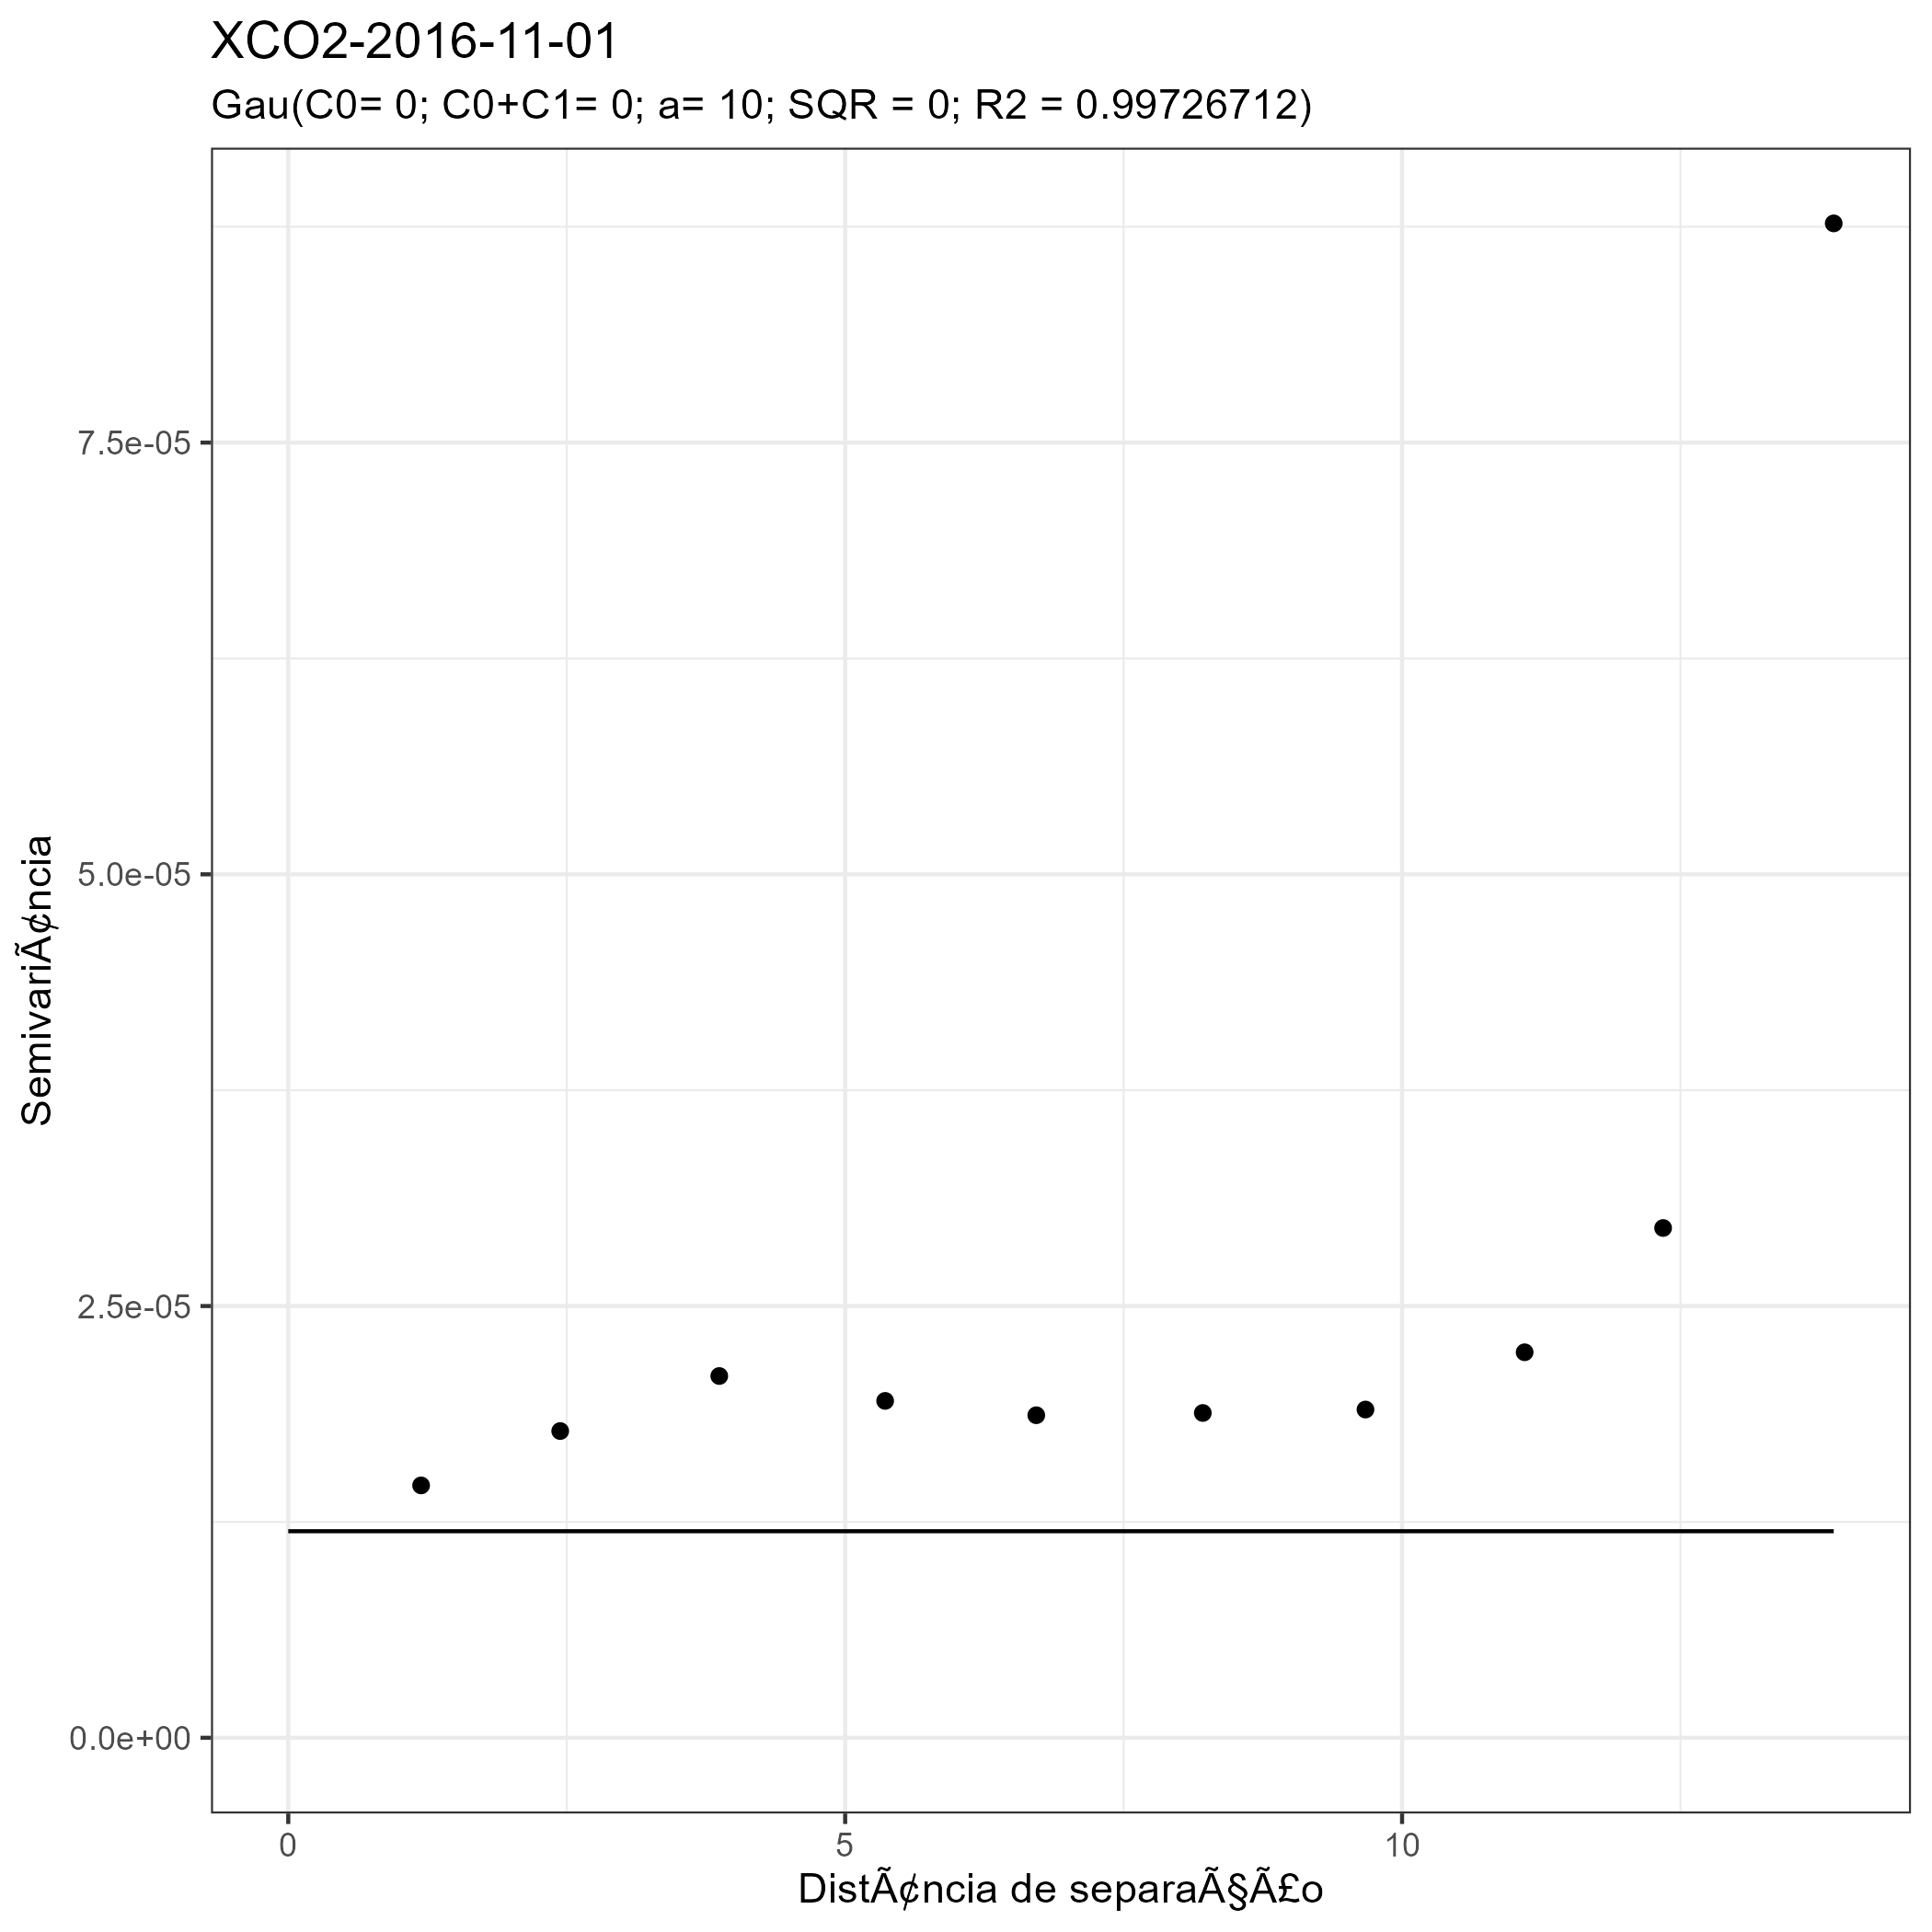 XCO2-2016-11-01
Gau(C0= 0; C0+C1= 0; a= 10; SQR = 0; R2 = 0.99726712)
SemivariÃ¢ncia
7.5e-05
5.0e-05
2.5e-05
0.0e+00
0
5
10
DistÃ¢ncia de separaÃ§Ã£o